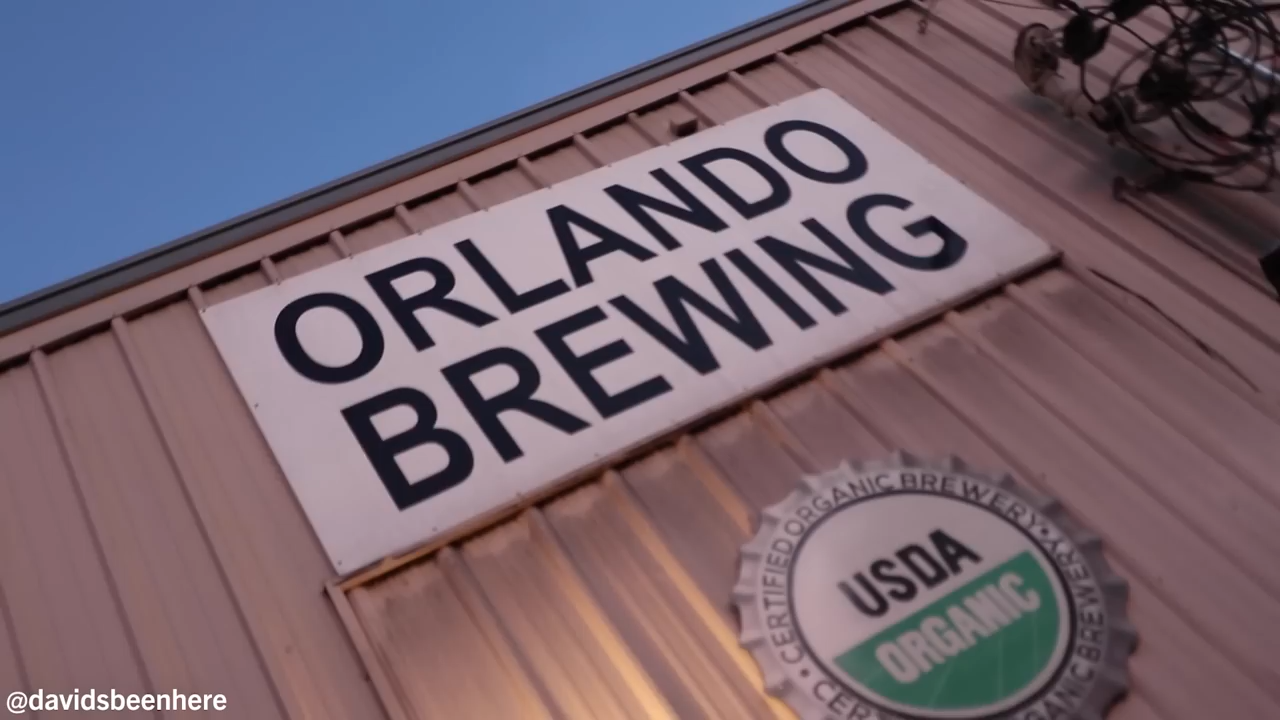 ORLANDO
BREWING
CERTIFIED ORGANIC BREWERY •
USDA
ORGANIC
@davidsbeenhere